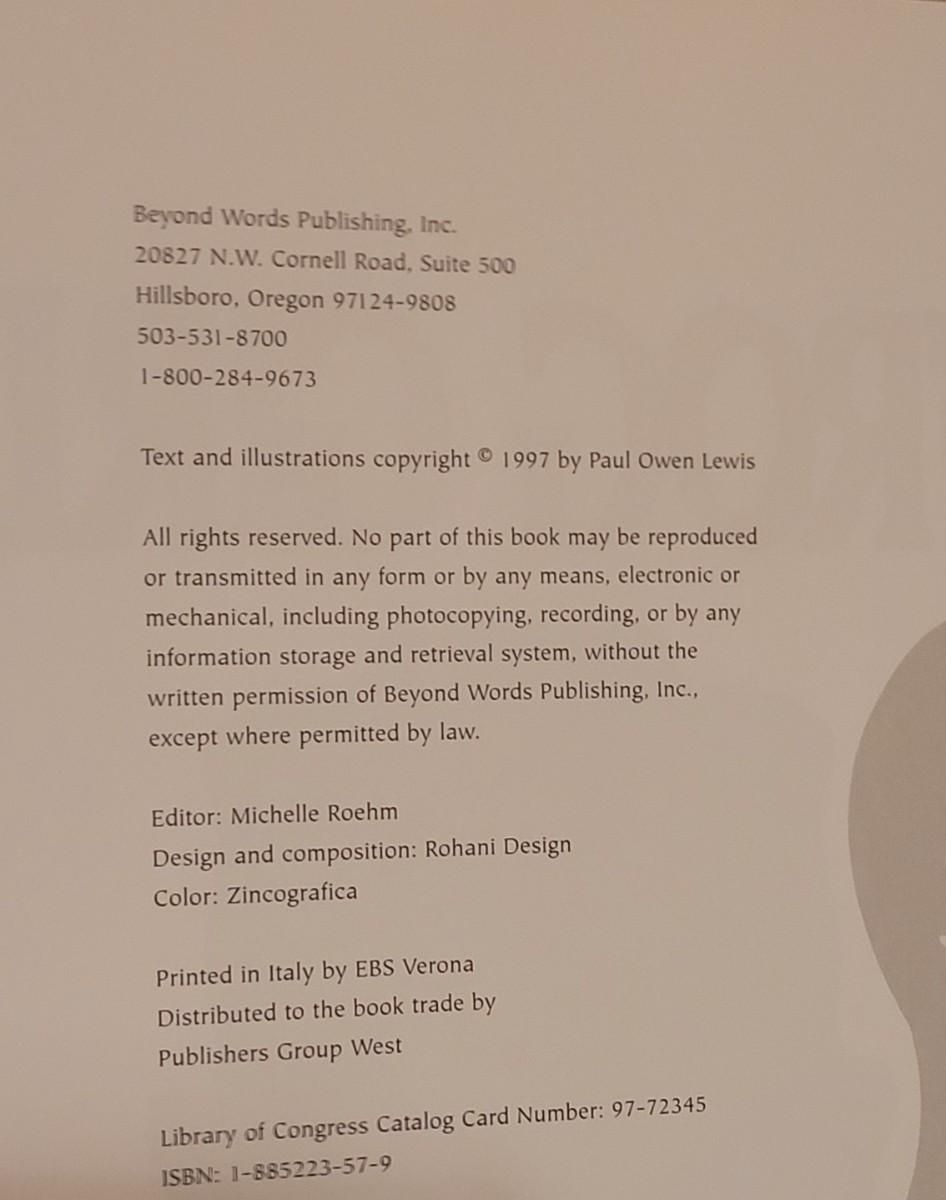 Beyond Words Publishing, Inc.
20827 N.W. Cornell Road, Suite 500
Hillsboro, Oregon 97124-9808
503-531-8700
1-800-284-9673
Text and illustrations copyright © 1997 by Paul Owen Lewis
All rights reserved. No part of this book may be reproduced
or transmitted in any form or by any means, electronic or
mechanical, including photocopying, recording, or by any
information storage and retrieval system, without the
written permission of Beyond Words Publishing, Inc.,
except where permitted by law.
Editor: Michelle Roehm
Design and composition: Rohani Design
Color: Zincografica
Printed in Italy by EBS Verona
Distributed to the book trade by
Publishers Group West
Library of Congress Catalog Card Number: 97-72345
ISBN: 1-885223-57-9